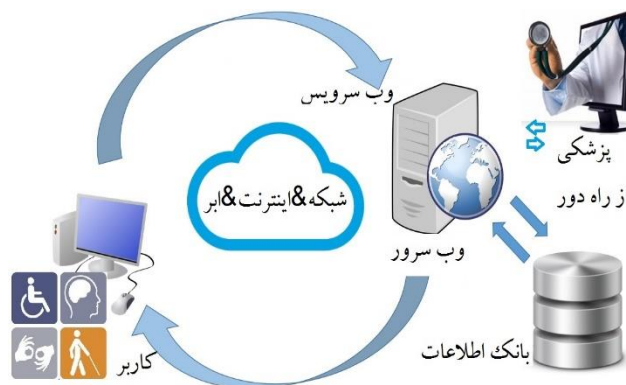 وب سرویس
پزشکی
ز راه دور
شبکه&اینترنت&ابر
وب سرور
بانک اطلاعات
کاربر